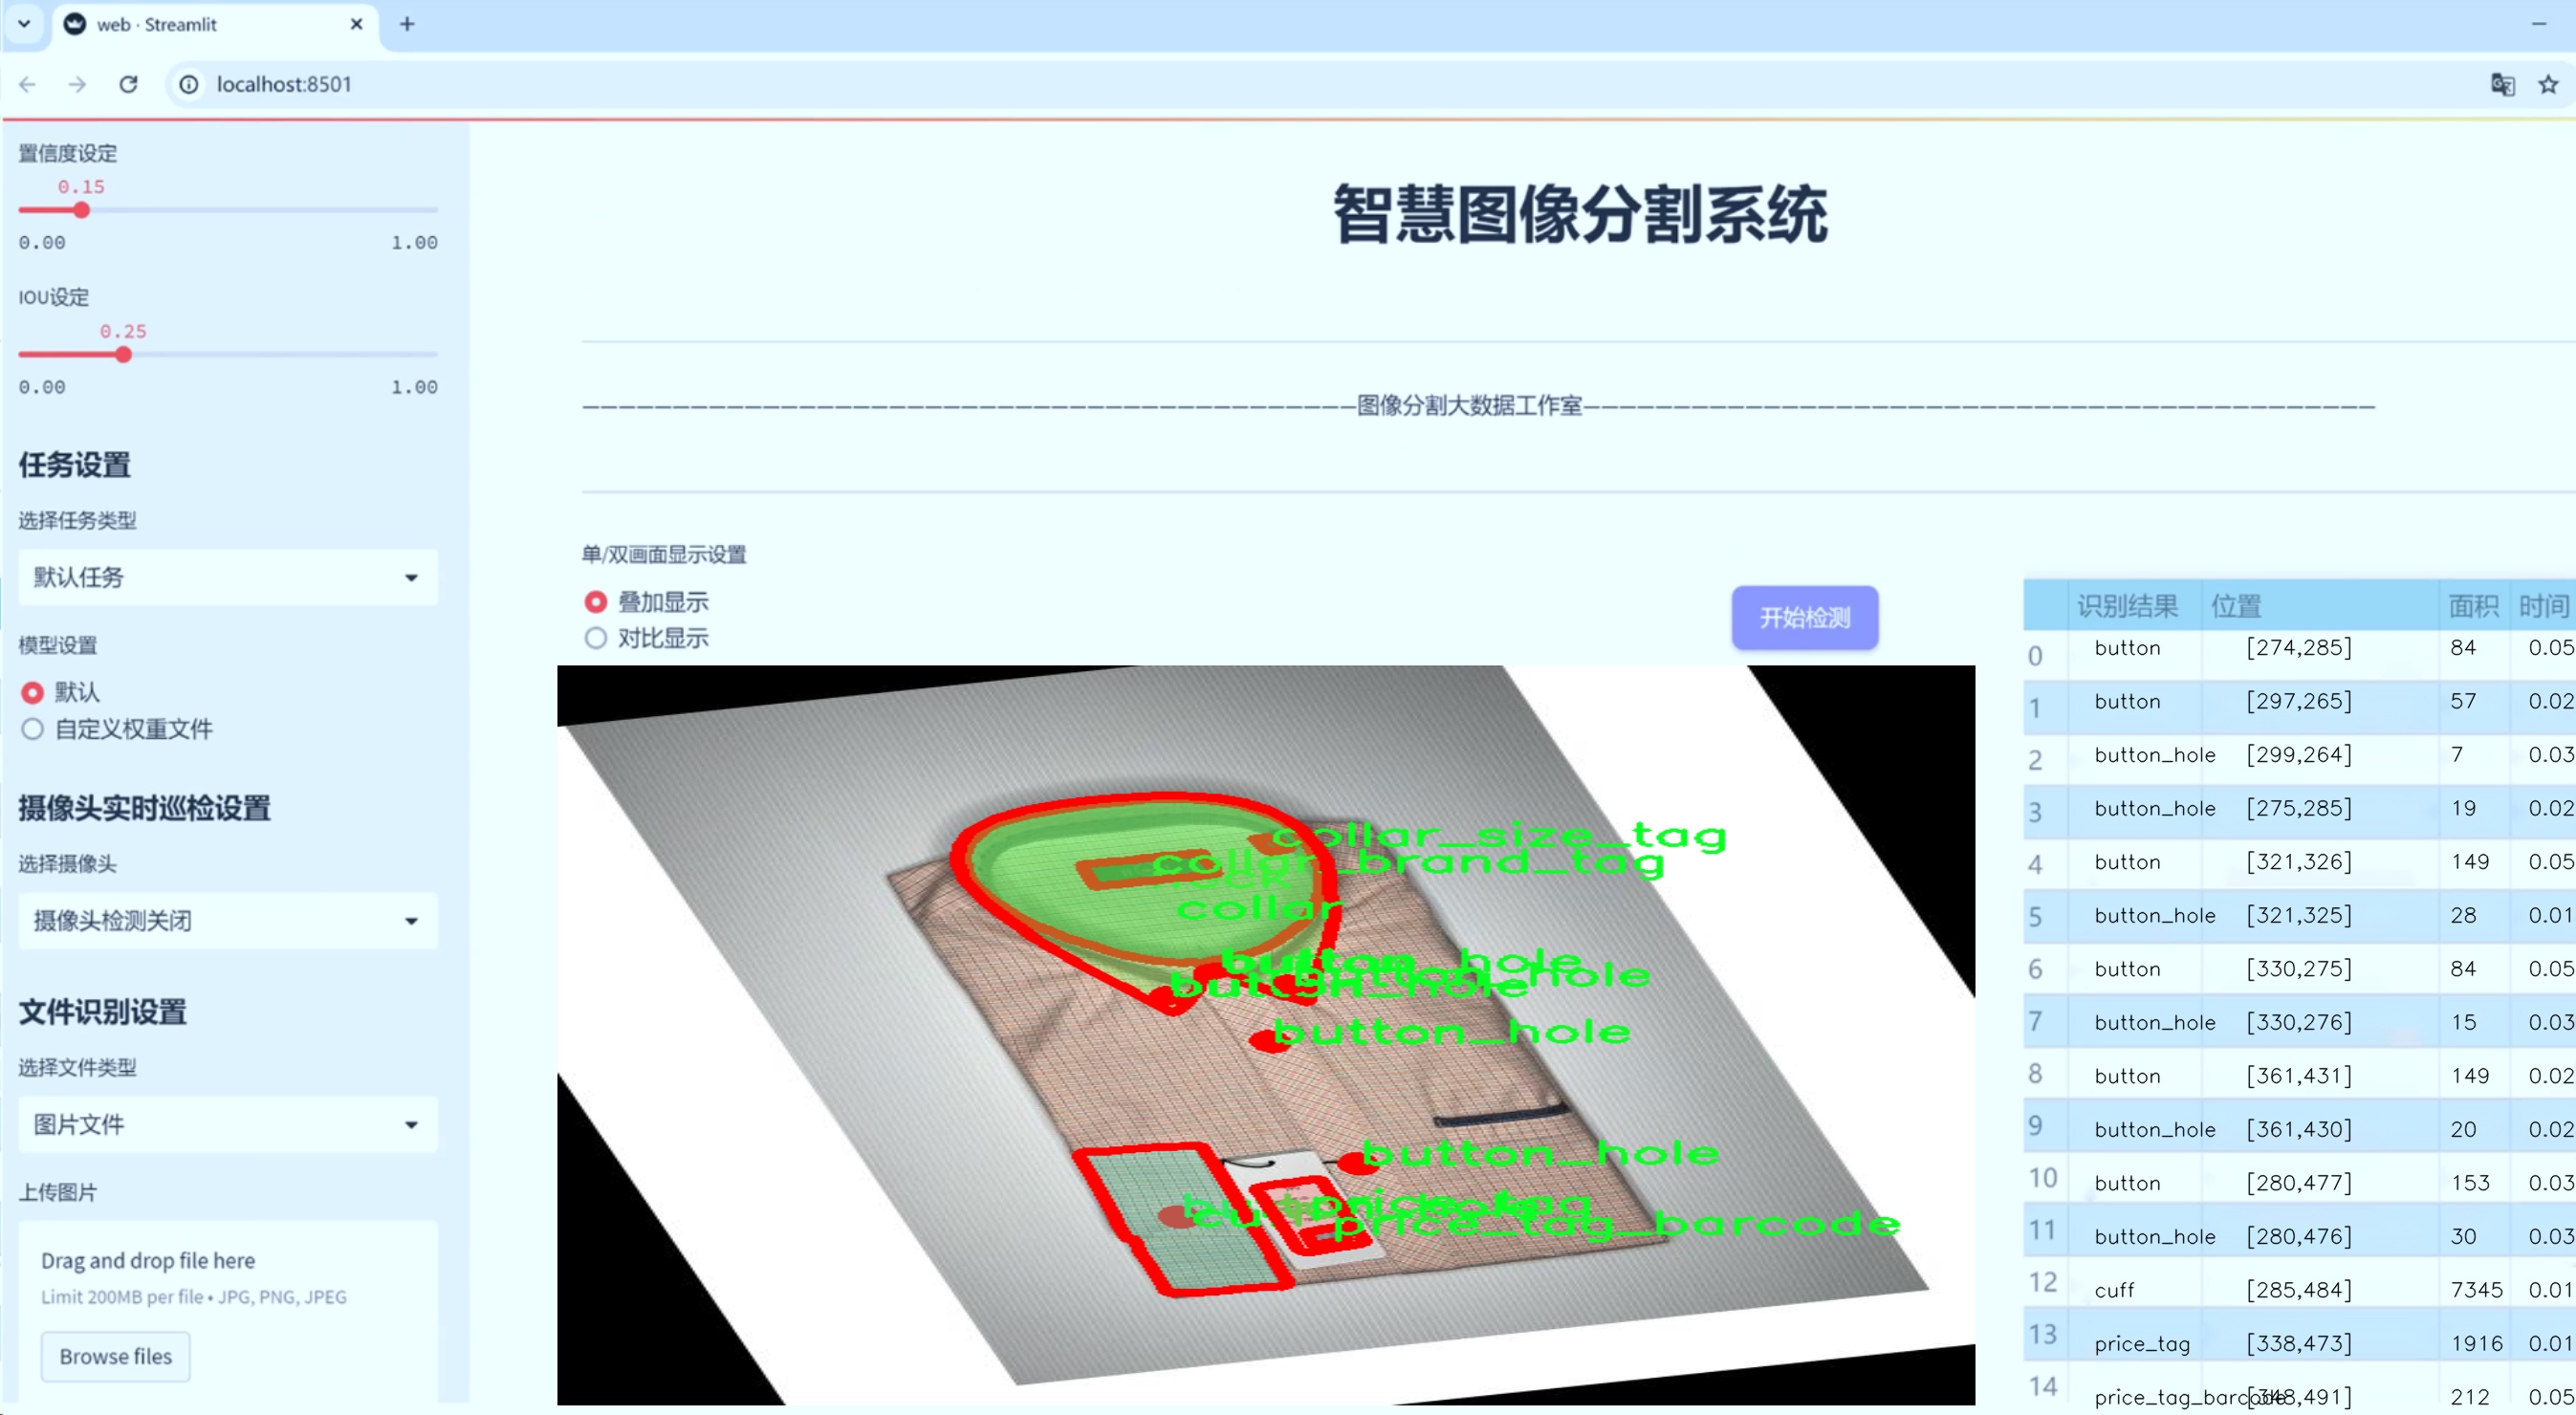 web · Streamlit
localhost:8501
置信度设定
0.15
0.00 1.00
IOU设定
0.25
0.00 1.00
任务设置
选择任务类型
默认任务
模型设置
默认
自定义权重文件
摄像头实时巡检设置
选择摄像头
摄像头检测关闭
文件识别设置
选择文件类型
图片文件
上传图片
Drag and drop file here
Limit 200MB per file • JPG, PNG, JPEG
Browse files
智慧图像分割系统
图像分割大数据工作室
单/双画面显示设置
叠加显示
对比显示
开始检测
collar_size_tag
collar_brand_tag
collar
button_hole
button_hole
button_hole
button_hole
button_hole
price_tag
price_tag_barcode
识别结果 位置 面积 时间
0 button [274,285] 84 0.05
1 button [297,265] 57 0.02
2 button_hole [299,264] 7 0.03
3 button_hole [275,285] 19 0.02
4 button [321,326] 149 0.05
5 button_hole [321,325] 28 0.01
6 button [330,275] 84 0.05
7 button_hole [330,276] 15 0.03
8 button [361,431] 149 0.02
9 button_hole [361,430] 20 0.02
10 button [280,477] 153 0.03
11 button_hole [280,476] 30 0.03
12 cuff [285,484] 7345 0.01
13 price_tag [338,473] 1916 0.01
14 price_tag_barcode [348,491] 212 0.05